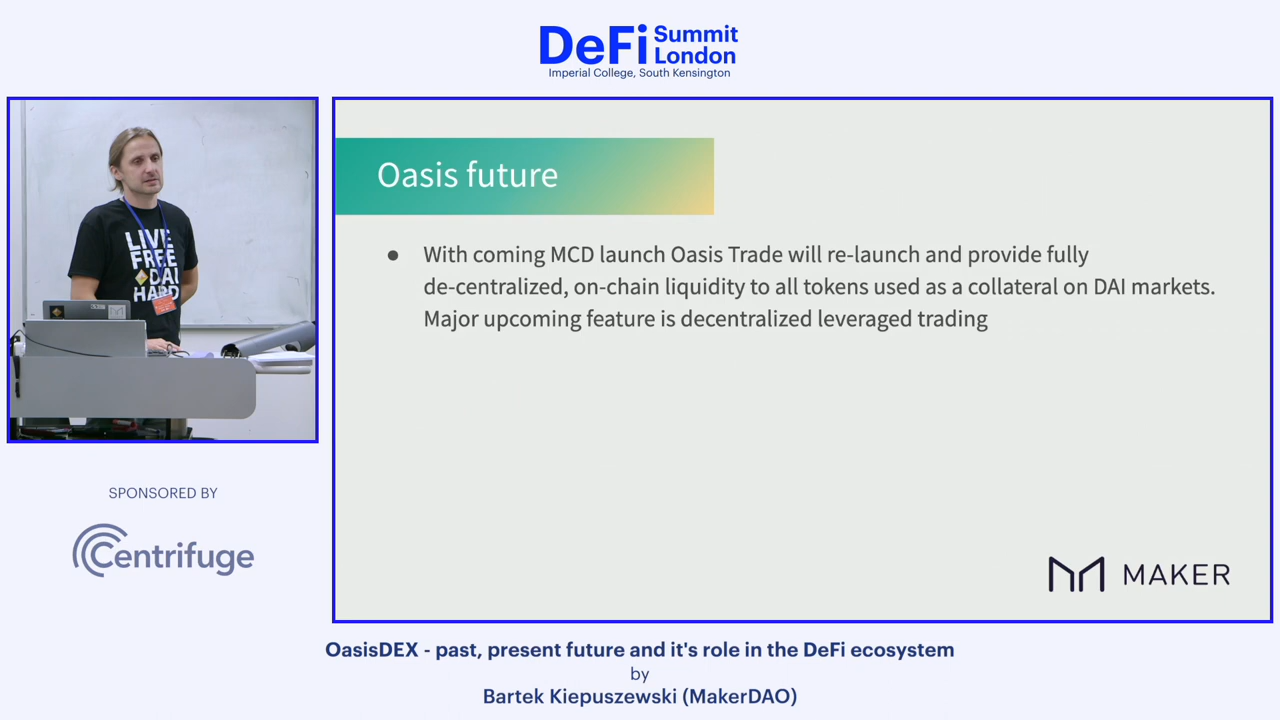 DeFi Summit
London
Imperial College, South Kensington
LIVE
FREE
DAI
HARD
Oasis future
● With coming MCD launch Oasis Trade will re-launch and provide fully
de-centralized, on-chain liquidity to all tokens used as a collateral on DAI markets.
Major upcoming feature is decentralized leveraged trading
MAKER
SPONSORED BY
Centrifuge
OasisDEX - past, present future and it's role in the DeFi ecosystem
by
Bartek Kiepuszewski (MakerDAO)